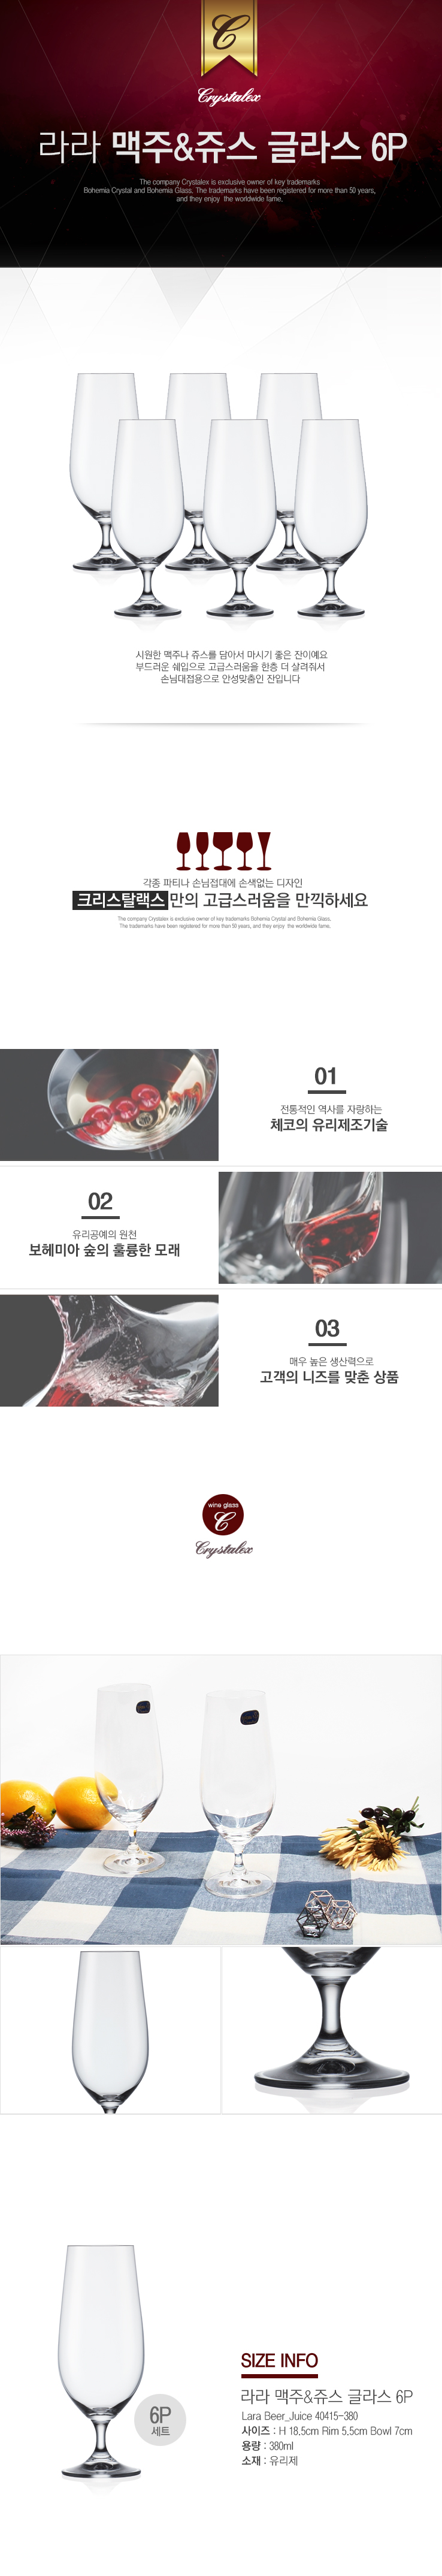 C
Crystalex
라라 맥주&쥬스 글라스 6P
The company Crystalex is exclusive owner of key trademarks
Bohemia Crystal and Bohemia Glass. The trademarks have been registered for more than 50 years,
and they enjoy the worldwide fame.
시원한 맥주나 쥬스를 담아서 마시기 좋은 잔이예요
부드러운 쉐입으로 고급스러움을 한층 더 살려줘서
손님대접용으로 안성맞춤인 잔입니다
각종 파티나 손님접대에 손색없는 디자인
크리스탈랙스만의 고급스러움을 만끽하세요
The company Crystalex is exclusive owner of key trademarks Bohemia Crystal and Bohemia Glass.
The trademarks have been registered for more than 50 years, and they enjoy the worldwide fame.
01
전통적인 역사를 자랑하는
체코의 유리제조기술
02
유리공예의 원천
보헤미아 숲의 훌륭한 모래
03
매우 높은 생산력으로
고객의 니즈를 맞춘 상품
wine glass
C
Crystalex
6P
세트
SIZE INFO
라라 맥주&쥬스 글라스 6P
Lara Beer_Juice 40415-380
사이즈 : H 18.5cm Rim 5.5cm Bowl 7cm
용량 : 380ml
소재 : 유리제